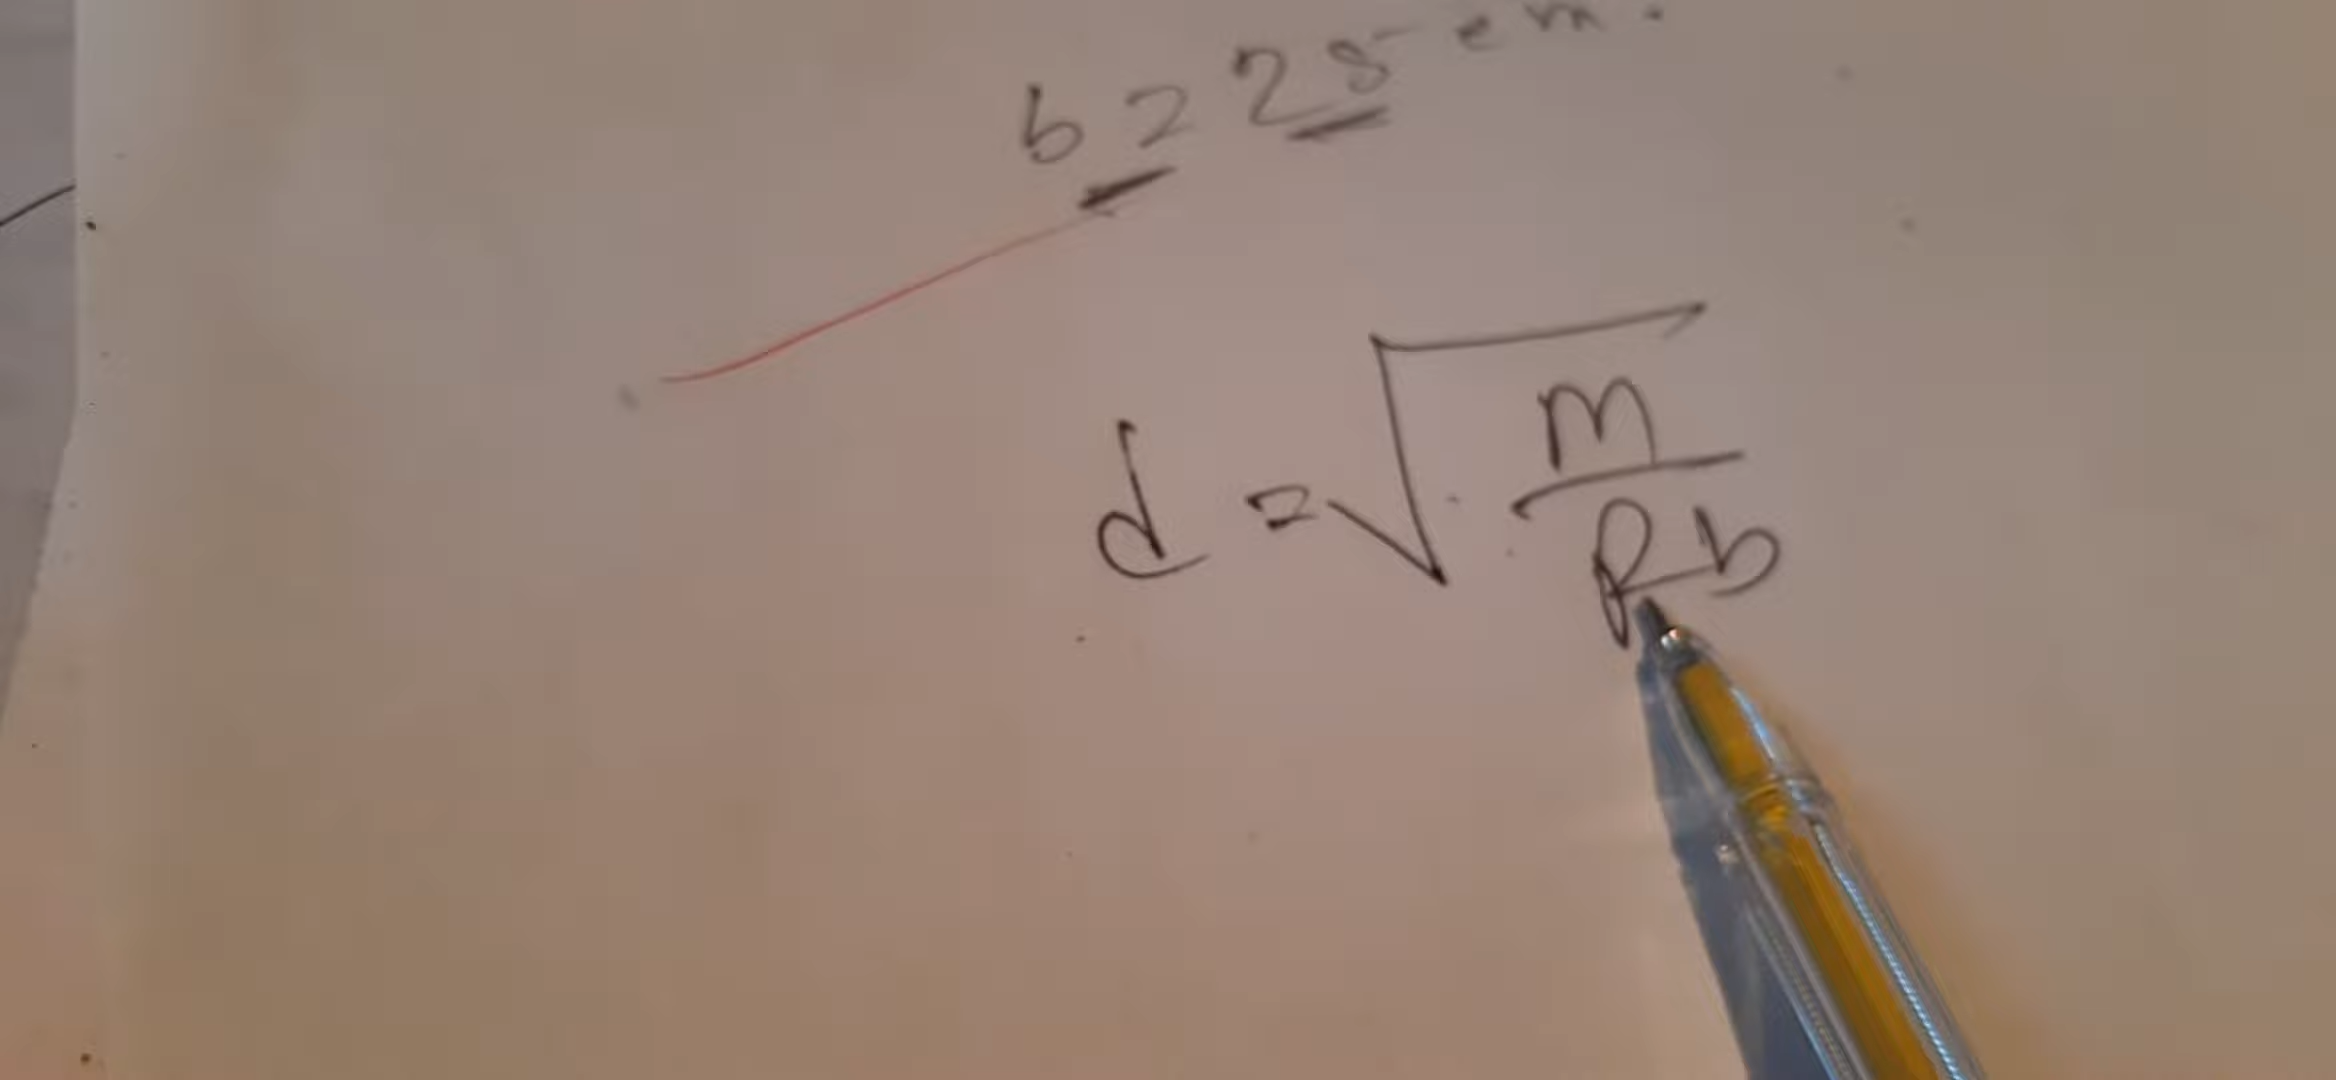 b = 25 cm.
d = √ M / Rb